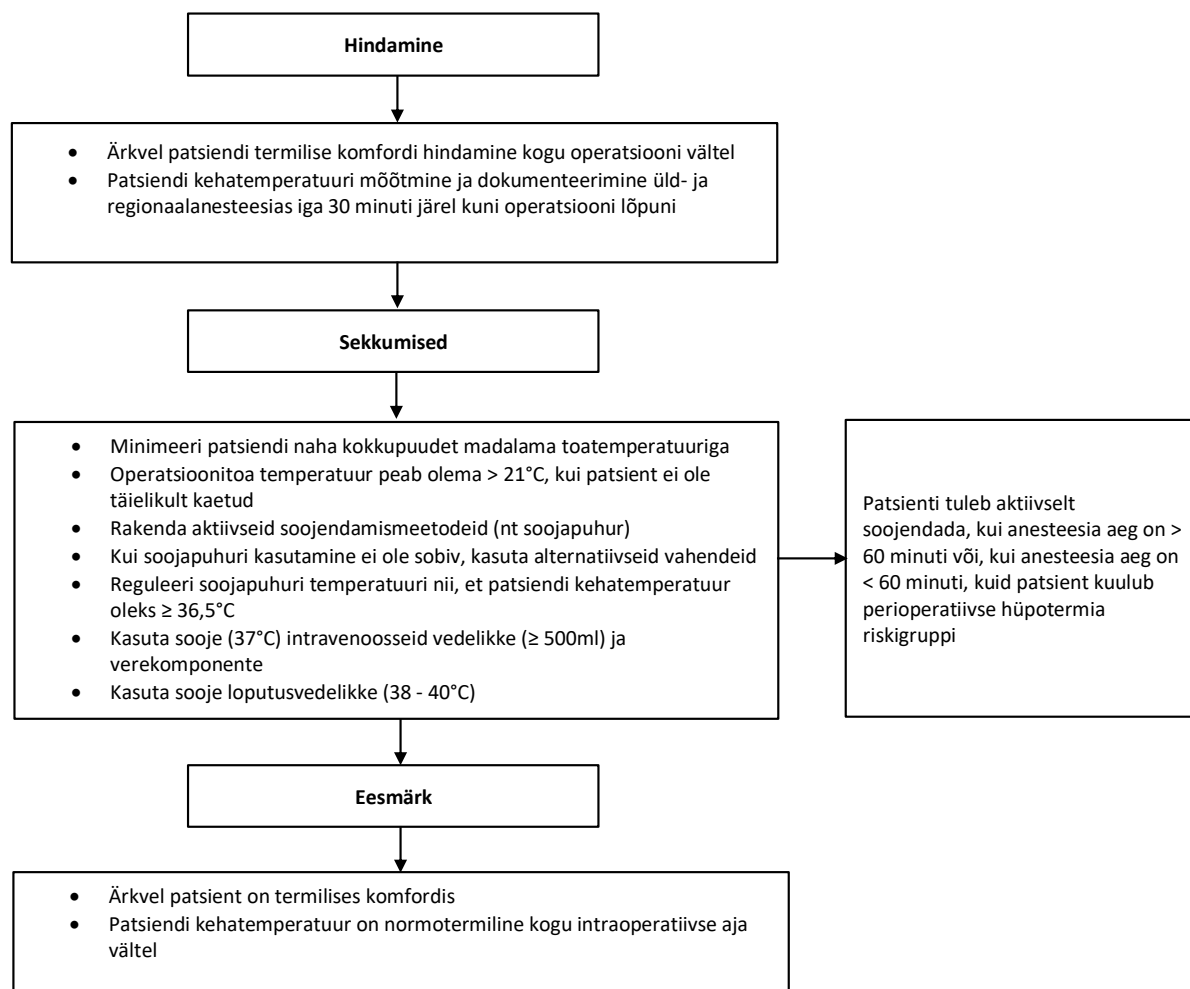 Hindamine
• Ärkvel patsiendi termilise komfordi hindamine kogu operatsiooni vältel
• Patsiendi kehatemperatuuri mõõtmine ja dokumenteerimine üld- ja
regionaalanesteesias iga 30 minuti järel kuni operatsiooni lõpuni
Sekkumised
• Minimeeri patsiendi naha kokkupuudet madalama toatemperatuuriga
• Operatsioonitoa temperatuur peab olema > 21°C, kui patsient ei ole
täielikult kaetud
• Rakenda aktiivseid soojendamismeetodeid (nt soojapuhur)
• Kui soojapuhuri kasutamine ei ole sobiv, kasuta alternatiivseid vahendeid
• Reguleeri soojapuhuri temperatuuri nii, et patsiendi kehatemperatuur
oleks ≥ 36,5°C
• Kasuta sooje (37°C) intravenoosseid vedelikke (≥ 500ml) ja
verekomponente
• Kasuta sooje loputusvedelikke (38 - 40°C)
Patsienti tuleb aktiivselt
soojendada, kui anesteesia aeg on >
60 minuti või, kui anesteesia aeg on
< 60 minuti, kuid patsient kuulub
perioperatiivse hüpotermia
riskigruppi
Eesmärk
• Ärkvel patsient on termilises komfordis
• Patsiendi kehatemperatuur on normotermiline kogu intraoperatiivse aja
vältel